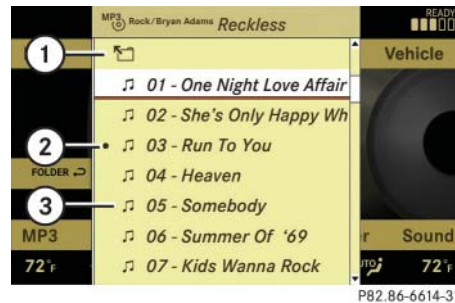 MP3 Rock/Bryan Adams Reckless
READY
1
Vehicle
01 - One Night Love Affair
02 - She's Only Happy Wh
2
03 - Run To You
FOLDER
04 - Heaven
3
05 - Somebody
MP3
06 - Summer Of ‘69
r
Sound
72°F
07 - Kids Wanna Rock
UTO
72°F
P82.86-6614-3